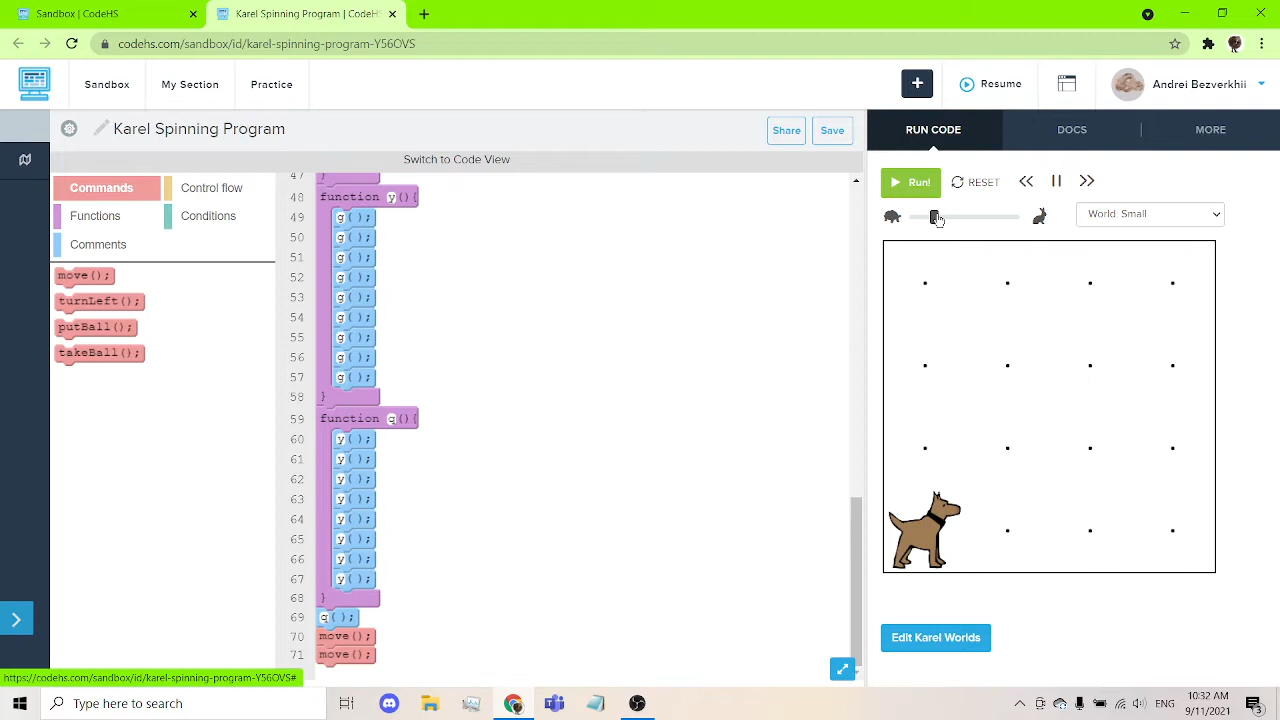 Sandbox | CodeHS
Karel Spinning Program | CodeHS
codehs.com/sandbox/id/karel-spinning-program-Y56OVS
Sandbox
My Section
Practice
Resume
Andrei Bezverkhii
Karel Spinning Program
Share
Save
RUN CODE
DOCS
MORE
Switch to Code View
Commands
Control flow
Functions
Conditions
Comments
move();
turnLeft();
putBall();
takeBall();
47 }
48 function y(){
49 g();
50 g();
51 g();
52 g();
53 g();
54 g();
55 g();
56 g();
57 g();
58 }
59 function q(){
60 y();
61 y();
62 y();
63 y();
64 y();
65 y();
66 y();
67 y();
68 }
69 q();
70 move();
71 move();
Run!
RESET
World: Small
Edit Karel Worlds
https://codehs.com/sandbox/id/karel-spinning-program-Y56OVS#
Type here to search
10:32 AM
9/11/2021
3